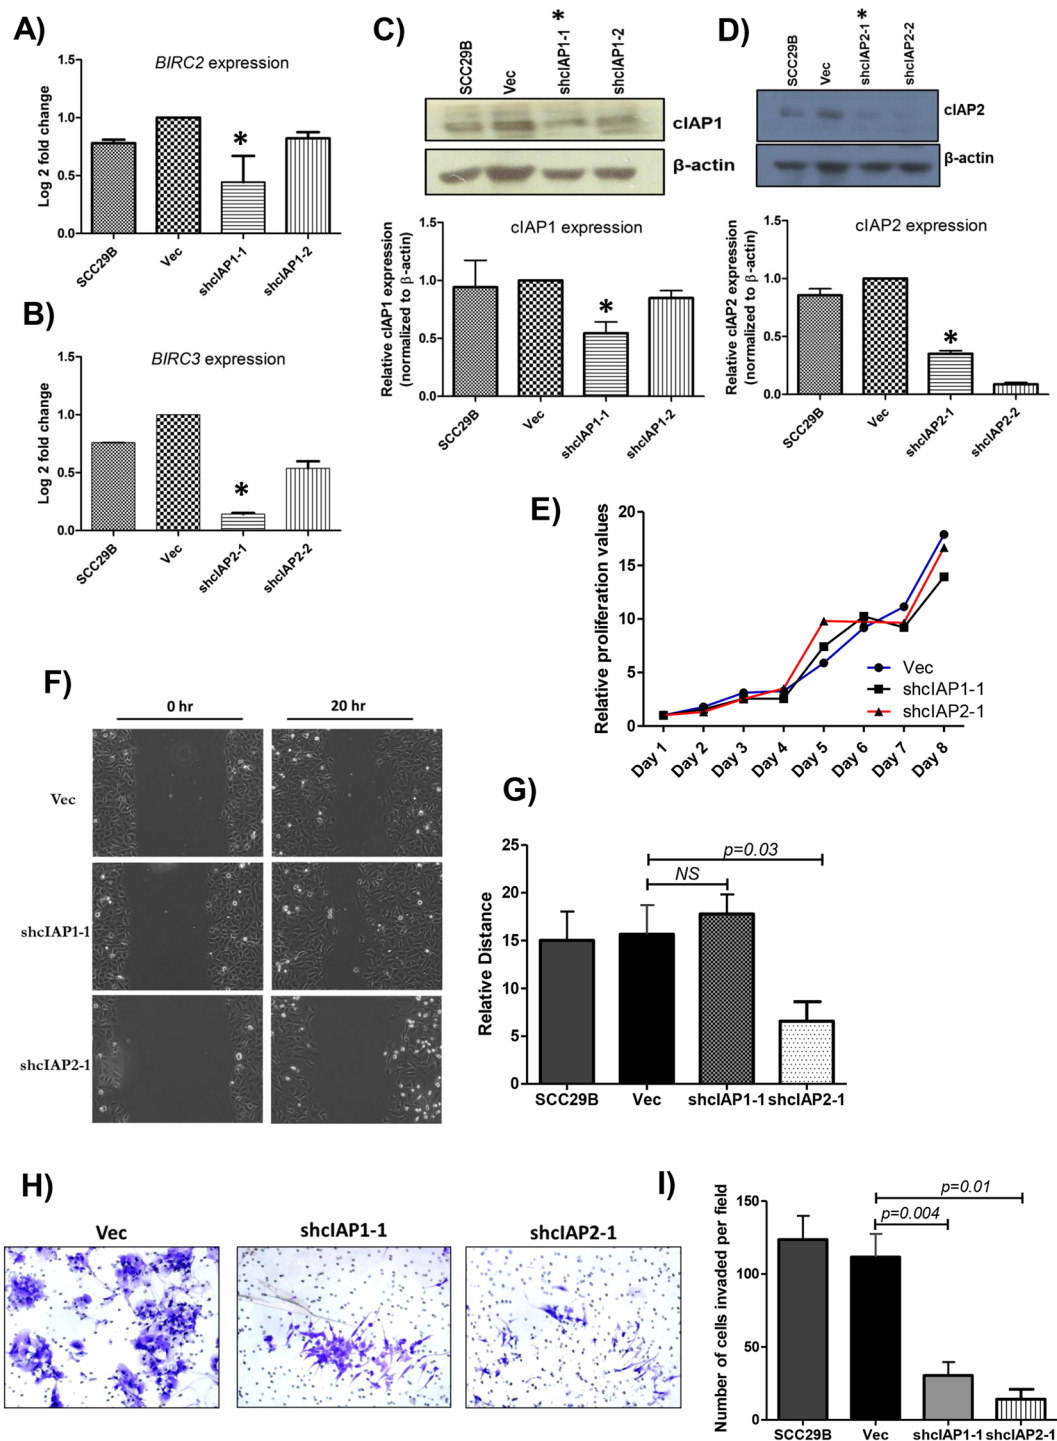 A)
BIRC2 expression
Log 2 fold change
1.5
1.0
0.5
0.0
SCC29B
Vec
shcIAP1-1
shcIAP1-2
*
B)
BIRC3 expression
Log 2 fold change
1.5
1.0
0.5
0.0
SCC29B
Vec
shcIAP2-1
shcIAP2-2
*
C)
SCC29B
Vec
shcIAP1-1 *
shcIAP1-2
cIAP1
β-actin
cIAP1 expression
Relative cIAP1 expression
(normalized to β-actin)
1.5
1.0
0.5
0.0
SCC29B
Vec
shcIAP1-1
shcIAP1-2
*
D)
SCC29B
Vec
shcIAP2-1 *
shcIAP2-2
cIAP2
β-actin
cIAP2 expression
Relative cIAP2 expression
(normalized to β-actin)
1.5
1.0
0.5
0.0
SCC29B
Vec
shcIAP2-1
shcIAP2-2
*
E)
Relative proliferation values
20
15
10
5
0
Day 1
Day 2
Day 3
Day 4
Day 5
Day 6
Day 7
Day 8
Vec
shcIAP1-1
shcIAP2-1
F)
0 hr
20 hr
Vec
shcIAP1-1
shcIAP2-1
G)
Relative Distance
25
20
15
10
5
0
p=0.03
NS
SCC29B
Vec
shcIAP1-1
shcIAP2-1
H)
Vec
shcIAP1-1
shcIAP2-1
I)
Number of cells invaded per field
150
100
50
0
p=0.01
p=0.004
SCC29B
Vec
shcIAP1-1
shcIAP2-1